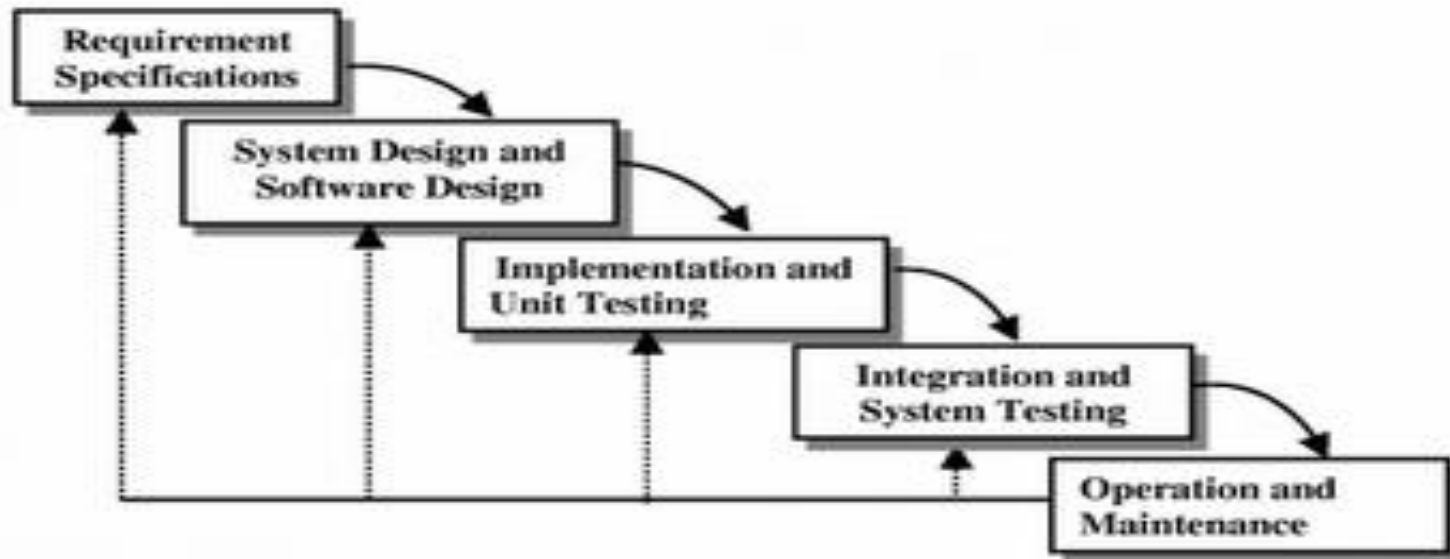 Requirement
Specifications
System Design and
Software Design
Implementation and
Unit Testing
Integration and
System Testing
Operation and
Maintenance